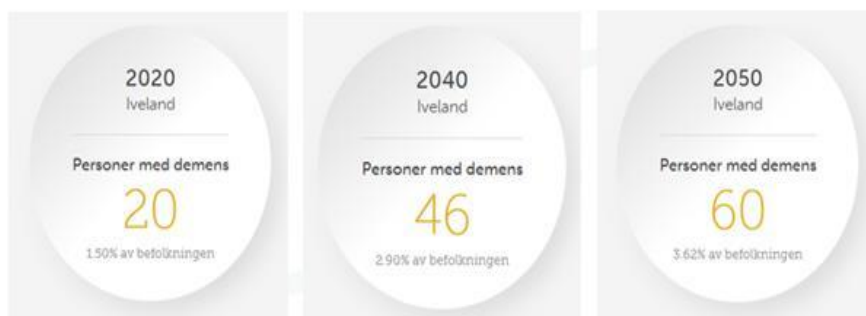 2020
Iveland
Personer med demens
20
1.50% av befolkningen
2040
Iveland
Personer med demens
46
2.90% av befolkningen
2050
Iveland
Personer med demens
60
3.62% av befolkningen